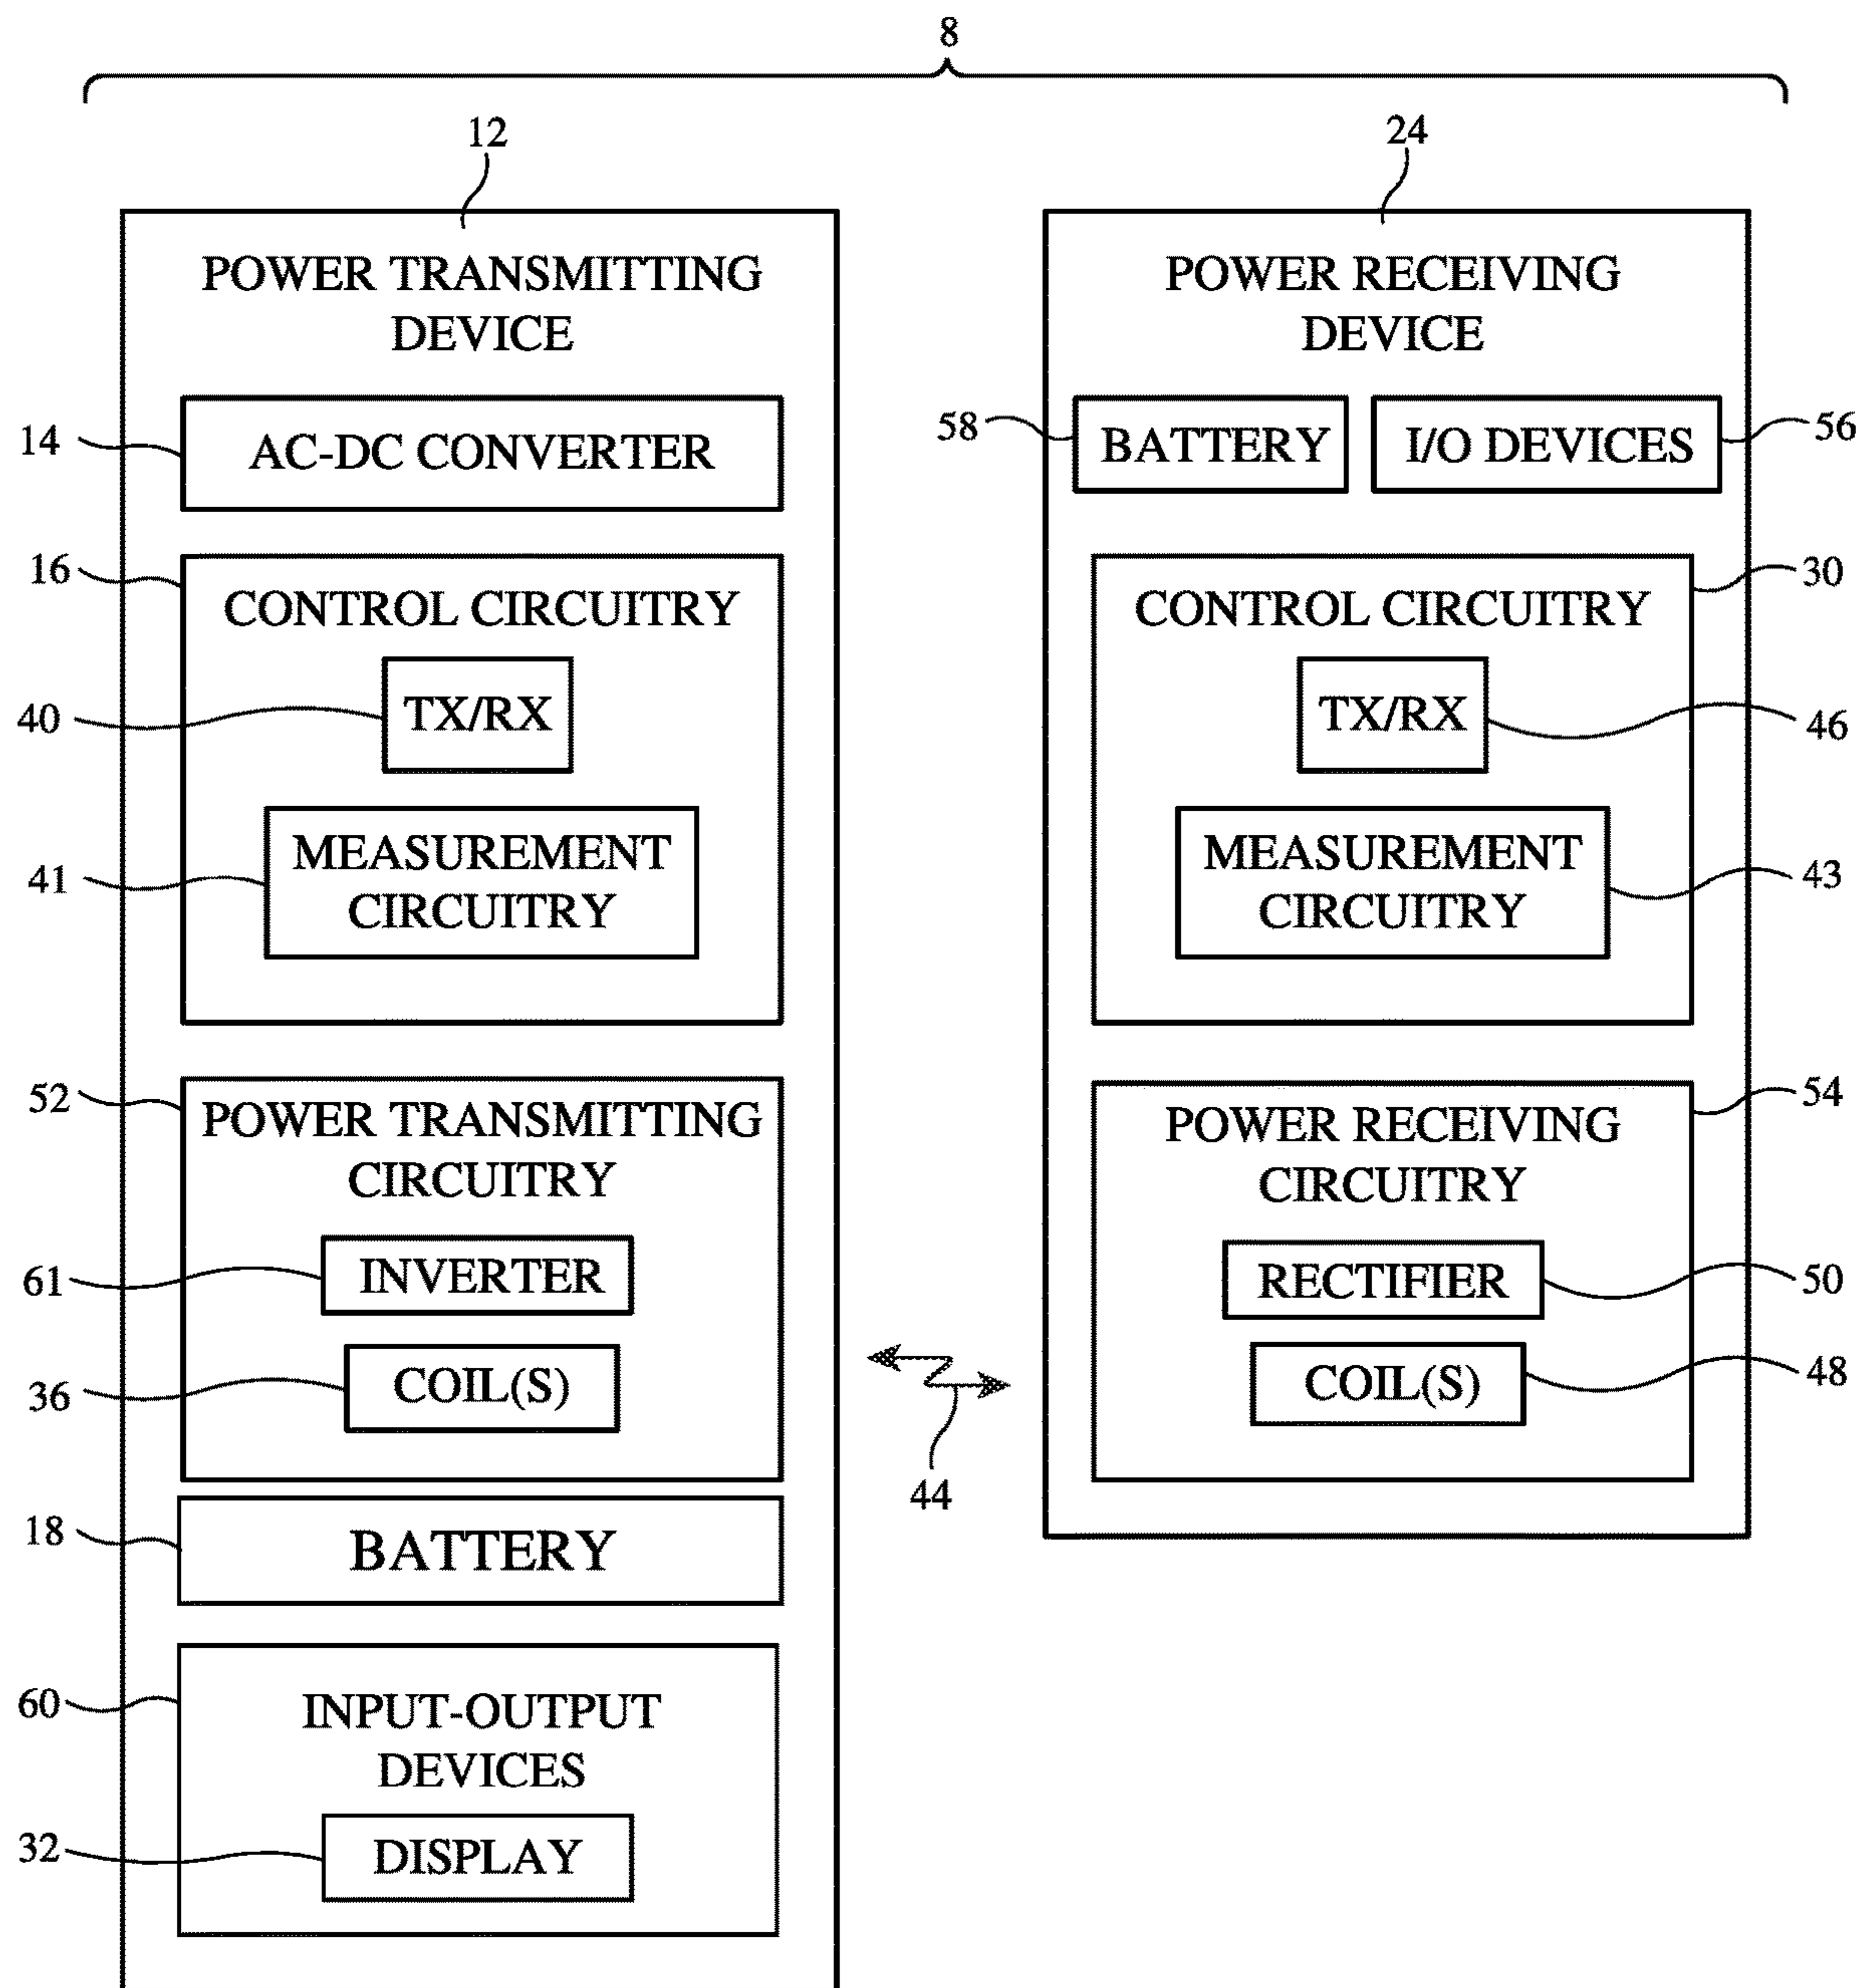 8
12
POWER TRANSMITTING
DEVICE
14
AC-DC CONVERTER
16
CONTROL CIRCUITRY
40
TX/RX
41
MEASUREMENT
CIRCUITRY
52
POWER TRANSMITTING
CIRCUITRY
61
INVERTER
36
COIL(S)
18
BATTERY
60
INPUT-OUTPUT
DEVICES
32
DISPLAY
44
24
POWER RECEIVING
DEVICE
58
BATTERY
I/O DEVICES
56
CONTROL CIRCUITRY
30
TX/RX
46
MEASUREMENT
CIRCUITRY
43
POWER RECEIVING
CIRCUITRY
54
RECTIFIER
50
COIL(S)
48